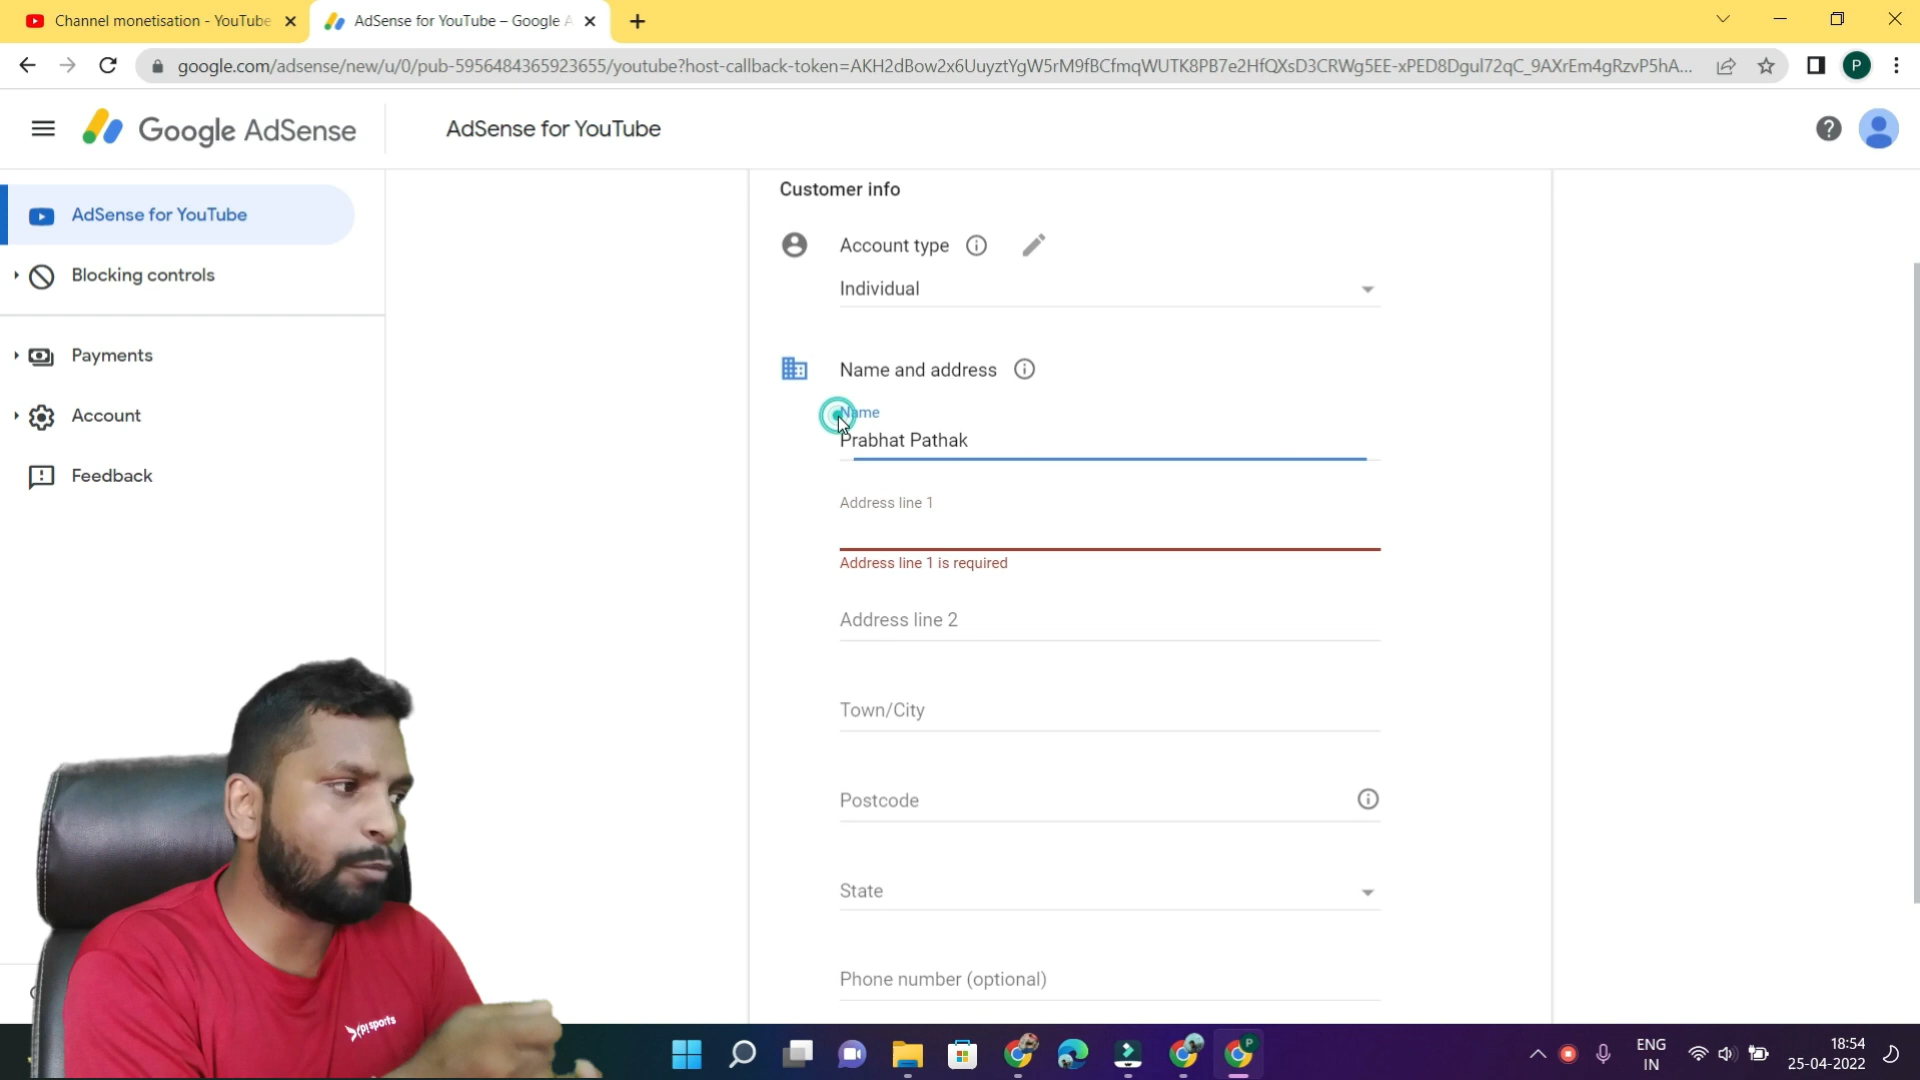 Channel monetisation - YouTube
AdSense for YouTube – Google A
google.com/adsense/new/u/0/pub-5956484365923655/youtube?host-callback-token=AKH2dBow2x6UuyztYgW5rM9fBCfmqWUTK8PB7e2HfQXsD3CRWg5EE-xPED8Dgul72qC_9AXrEm4gRzvP5hA...
P
Google AdSense
AdSense for YouTube
AdSense for YouTube
Blocking controls
Payments
Account
Feedback
Customer info
Account type
Individual
Name and address
Name
Prabhat Pathak
Address line 1
Address line 1 is required
Address line 2
Town/City
Postcode
State
Phone number (optional)
sports
ENG
IN
18:54
25-04-2022